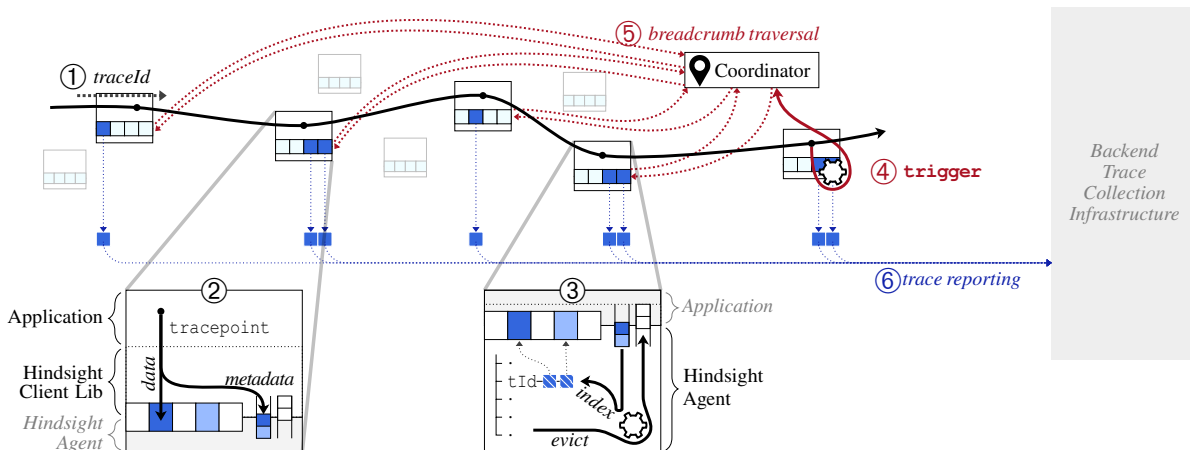 ① traceId
⑤ breadcrumb traversal
Coordinator
④ trigger
Backend
Trace
Collection
Infrastructure
⑥ trace reporting
②
Application
tracepoint
Hindsight
Client Lib
data
metadata
Hindsight
Agent
③
Application
tId
index
evict
Hindsight
Agent